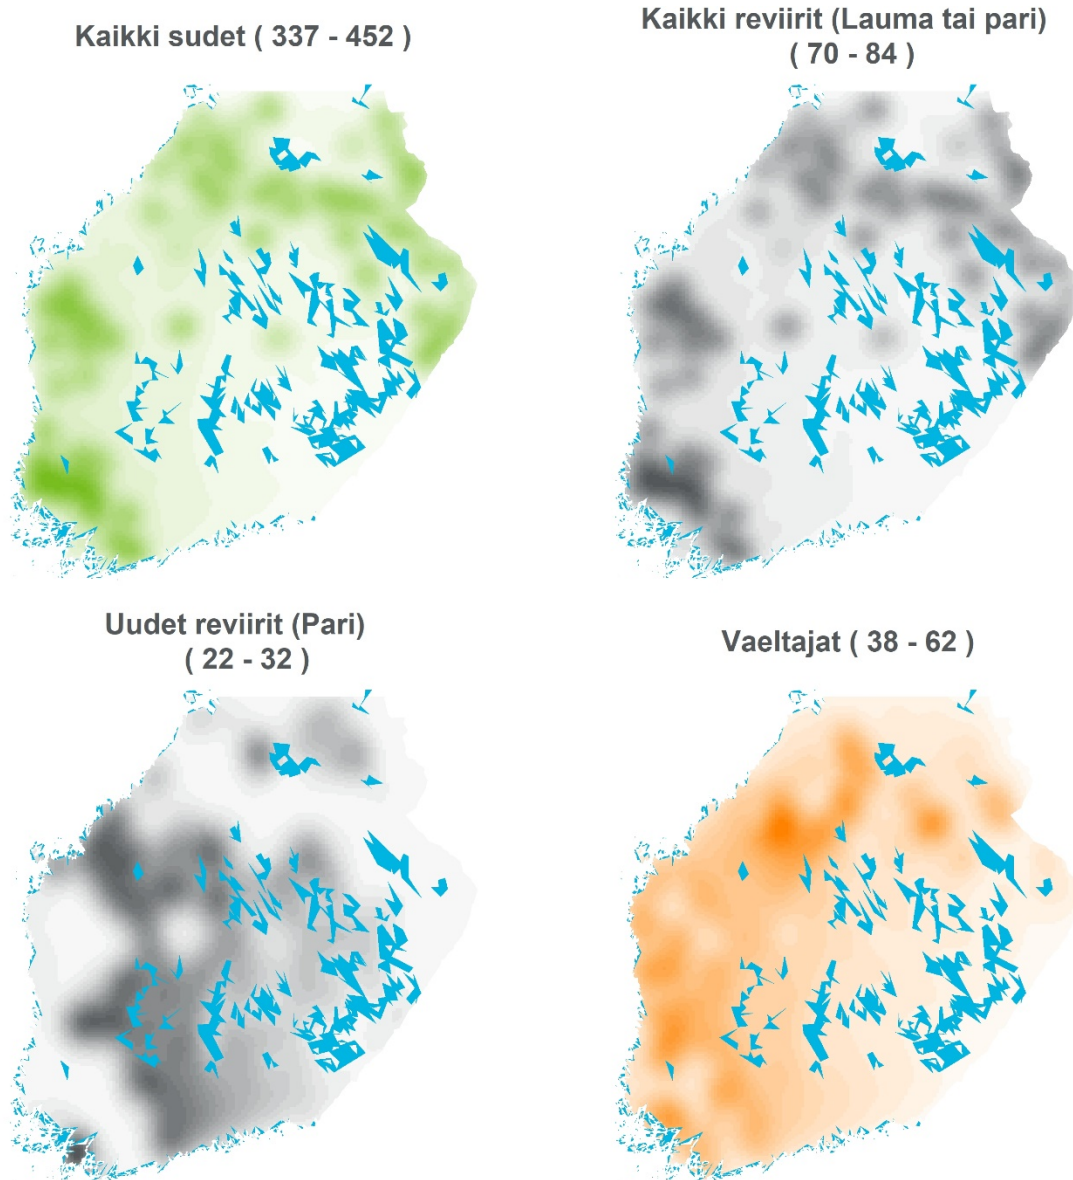 Kaikki sudet ( 337 - 452 )
Kaikki reviirit (Lauma tai pari)
( 70 - 84 )
Uudet reviirit (Pari)
( 22 - 32 )
Vaeltajat ( 38 - 62 )